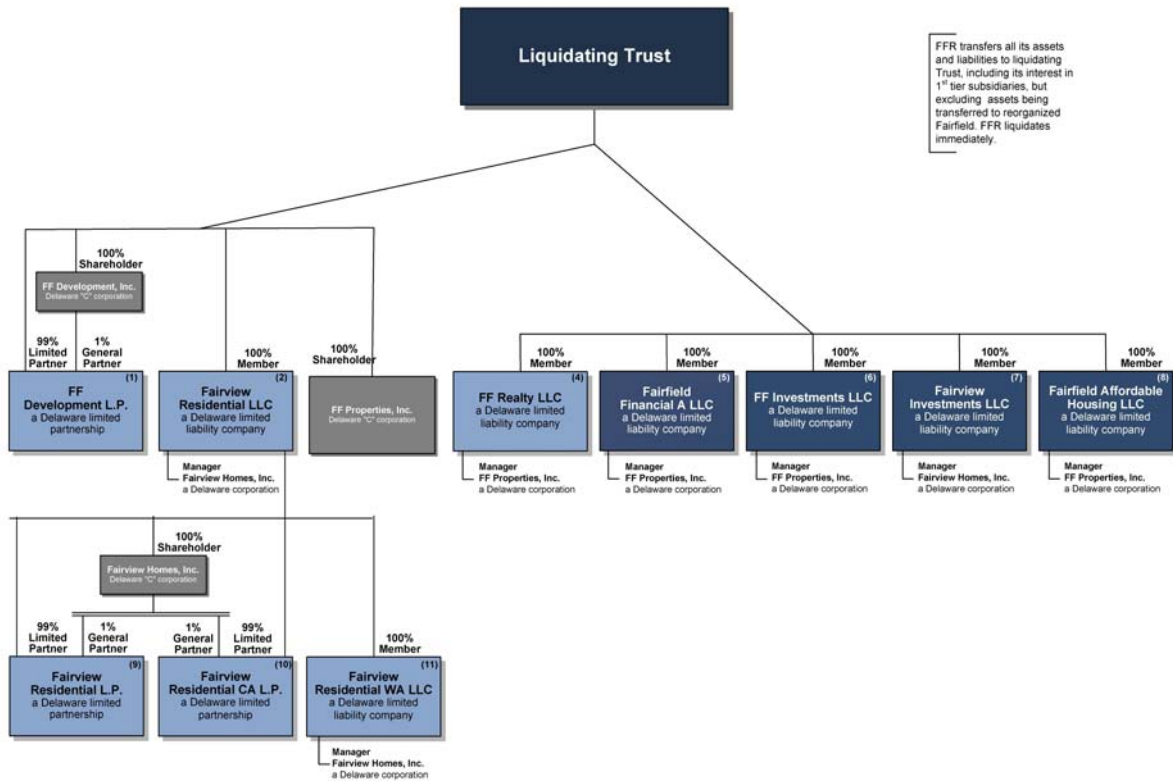 Liquidating Trust
FFR transfers all its assets
and liabilities to liquidating
Trust, including its interest in
1st tier subsidiaries, but
excluding assets being
transferred to reorganized
Fairfield. FFR liquidates
immediately.
100%
Shareholder
FF Development, Inc.
Delaware "C" corporation
99%
Limited
Partner
1%
General
Partner
(1)
FF
Development L.P.
a Delaware limited
partnership
100%
Member
(2)
Fairview
Residential LLC
a Delaware limited
liability company
Manager
Fairview Homes, Inc.
a Delaware corporation
100%
Shareholder
FF Properties, Inc.
Delaware "C" corporation
100%
Member
(4)
FF Realty LLC
a Delaware limited
liability company
Manager
FF Properties, Inc.
a Delaware corporation
100%
Member
(5)
Fairfield
Financial A LLC
a Delaware limited
liability company
Manager
FF Properties, Inc.
a Delaware corporation
100%
Member
(6)
FF Investments LLC
a Delaware limited
liability company
Manager
FF Properties, Inc.
a Delaware corporation
100%
Member
(7)
Fairview
Investments LLC
a Delaware limited
liability company
Manager
Fairview Homes, Inc.
a Delaware corporation
100%
Member
(8)
Fairfield Affordable
Housing LLC
a Delaware limited
liability company
Manager
FF Properties, Inc.
a Delaware corporation
100%
Shareholder
Fairview Homes, Inc.
Delaware "C" corporation
99%
Limited
Partner
1%
General
Partner
(9)
Fairview
Residential L.P.
a Delaware limited
partnership
1%
General
Partner
99%
Limited
Partner
(10)
Fairview
Residential CA L.P.
a Delaware limited
partnership
100%
Member
(11)
Fairview
Residential WA LLC
a Delaware limited
liability company
Manager
Fairview Homes, Inc.
a Delaware corporation